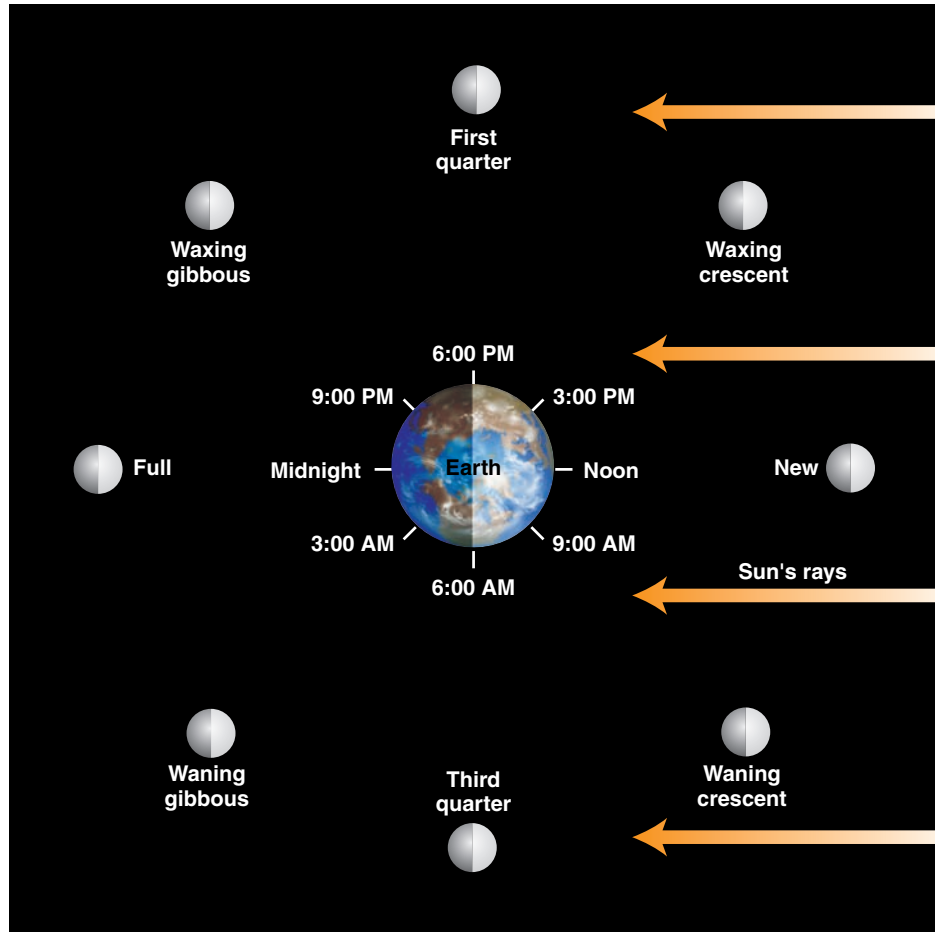 First
quarter
Waxing
gibbous
Waxing
crescent
6:00 PM
9:00 PM
3:00 PM
Full
Midnight
Earth
Noon
New
3:00 AM
9:00 AM
6:00 AM
Sun's rays
Waning
gibbous
Third
quarter
Waning
crescent